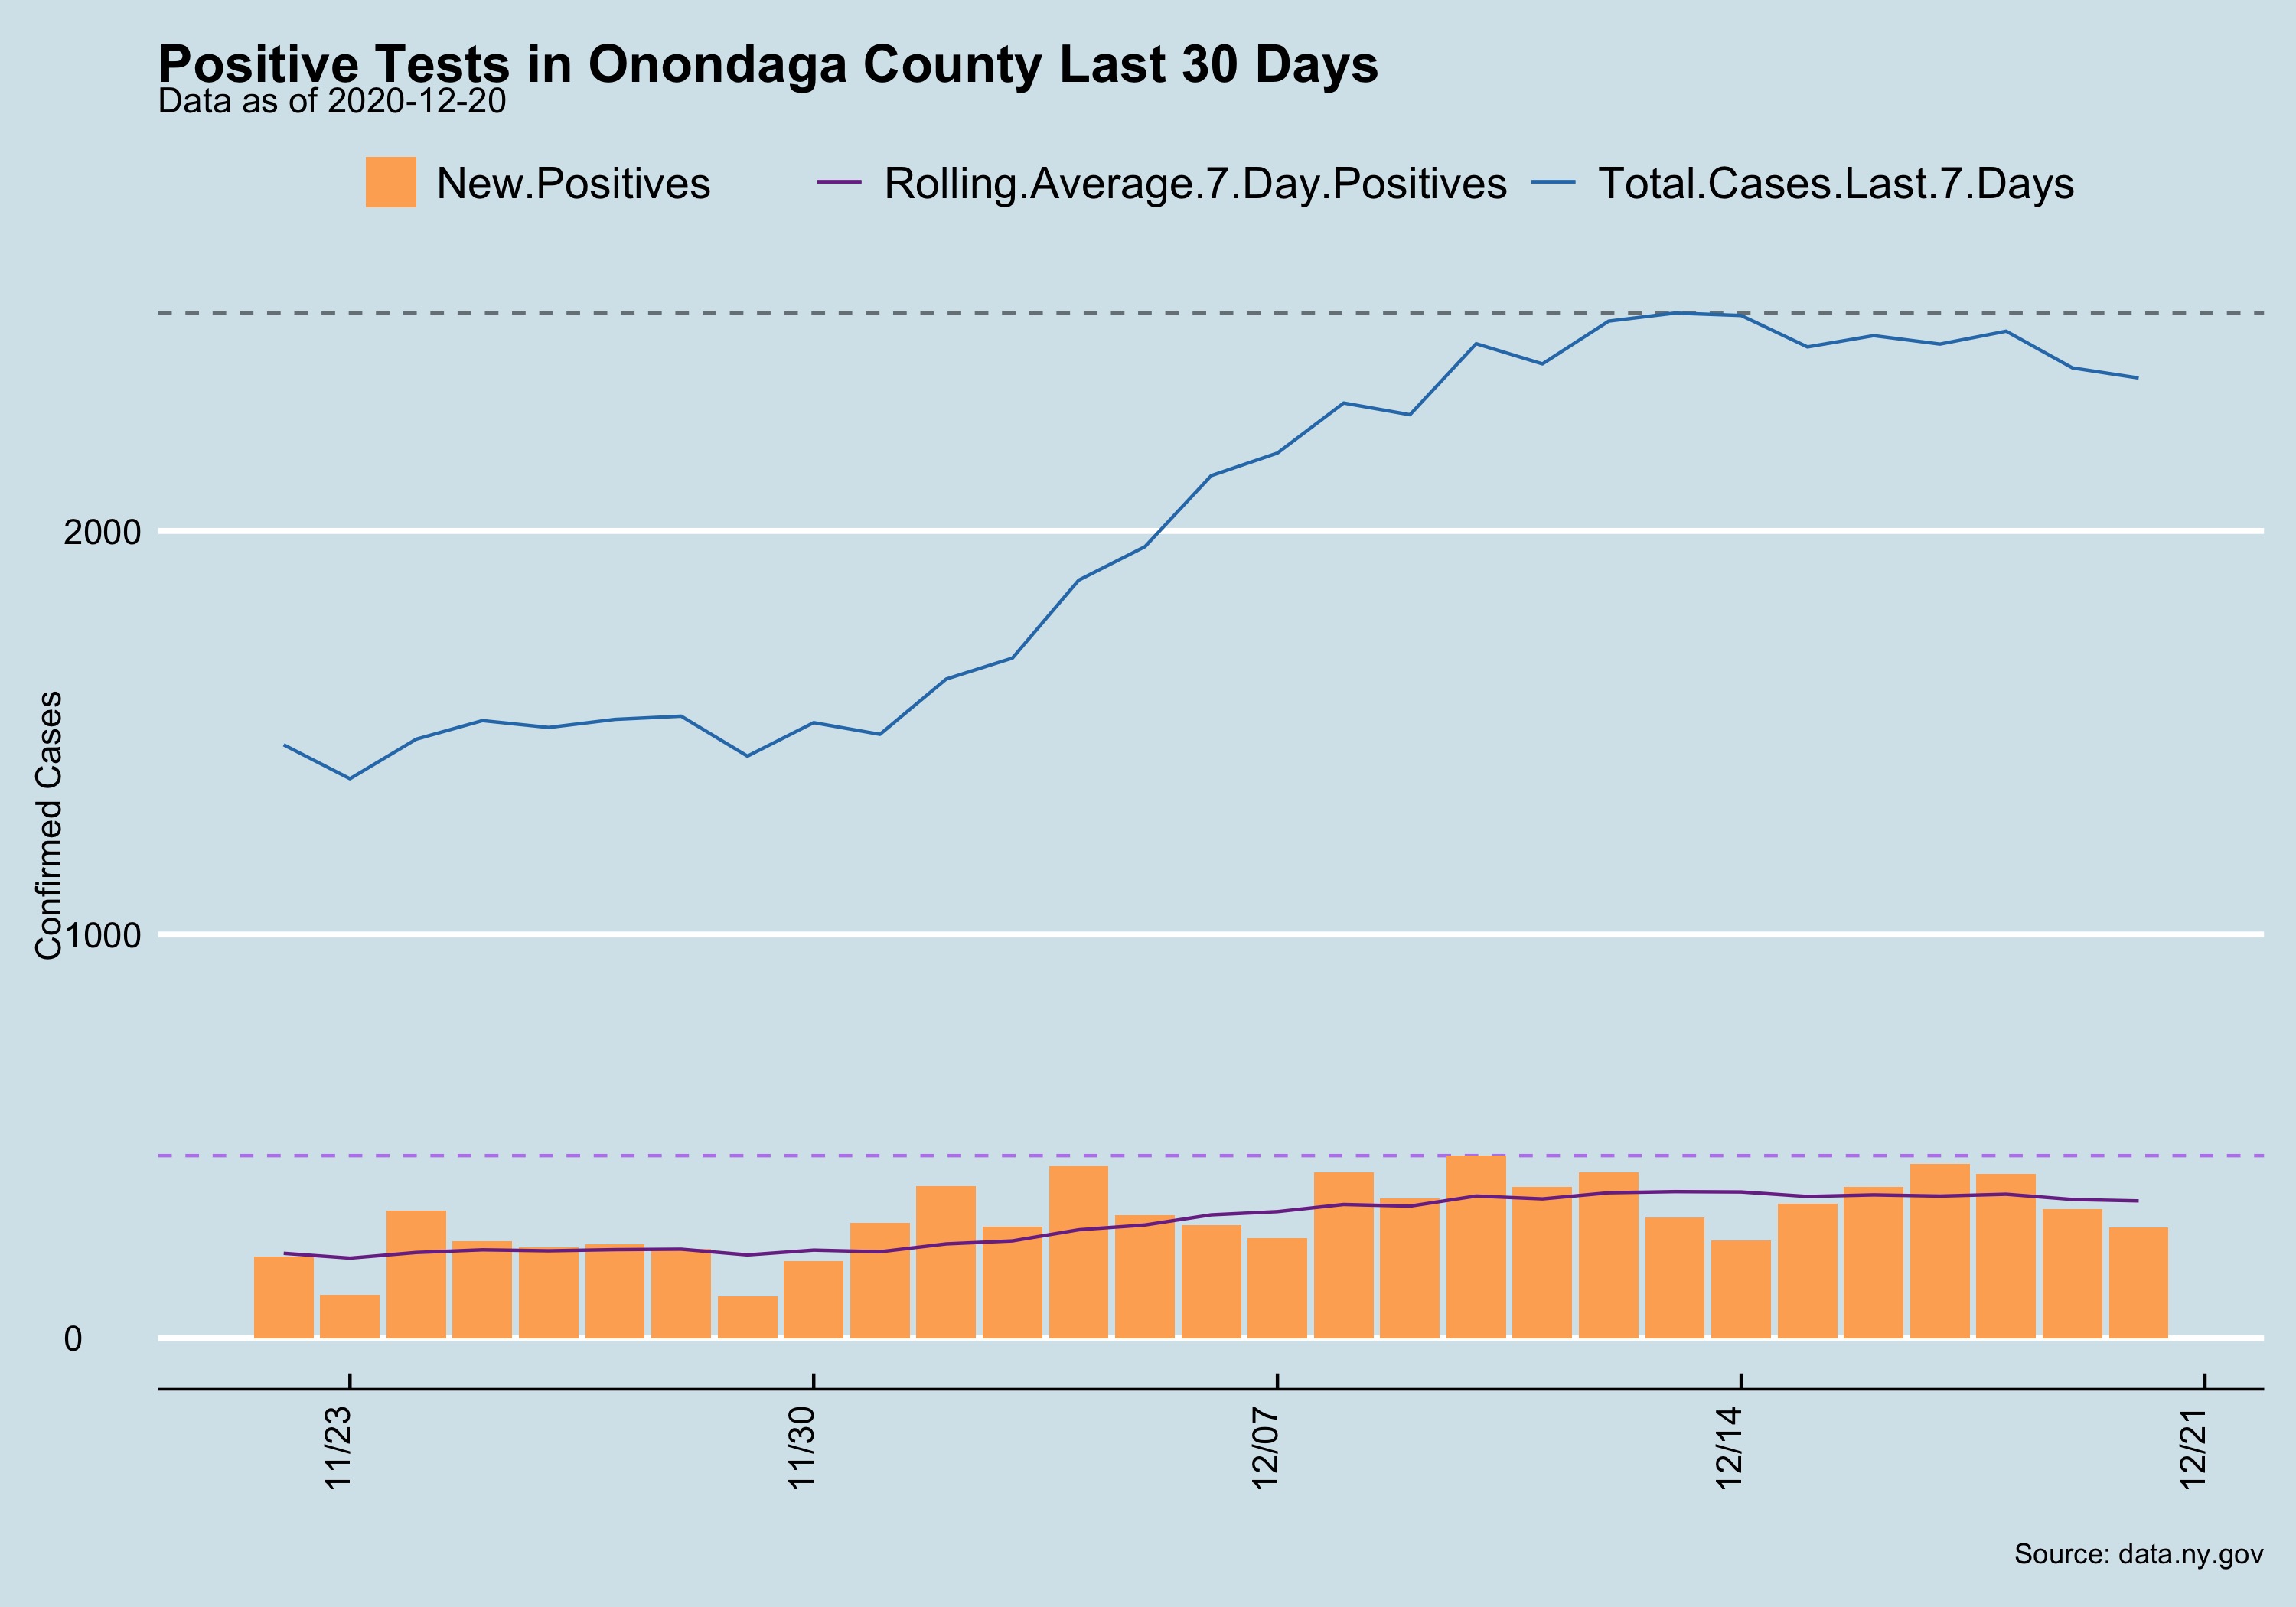 Positive Tests in Onondaga County Last 30 Days
Data as of 2020-12-20
New.Positives
Rolling.Average.7.Day.Positives
Total.Cases.Last.7.Days
Confirmed Cases
2000
1000
0
11/23
11/30
12/07
12/14
12/21
Source: data.ny.gov